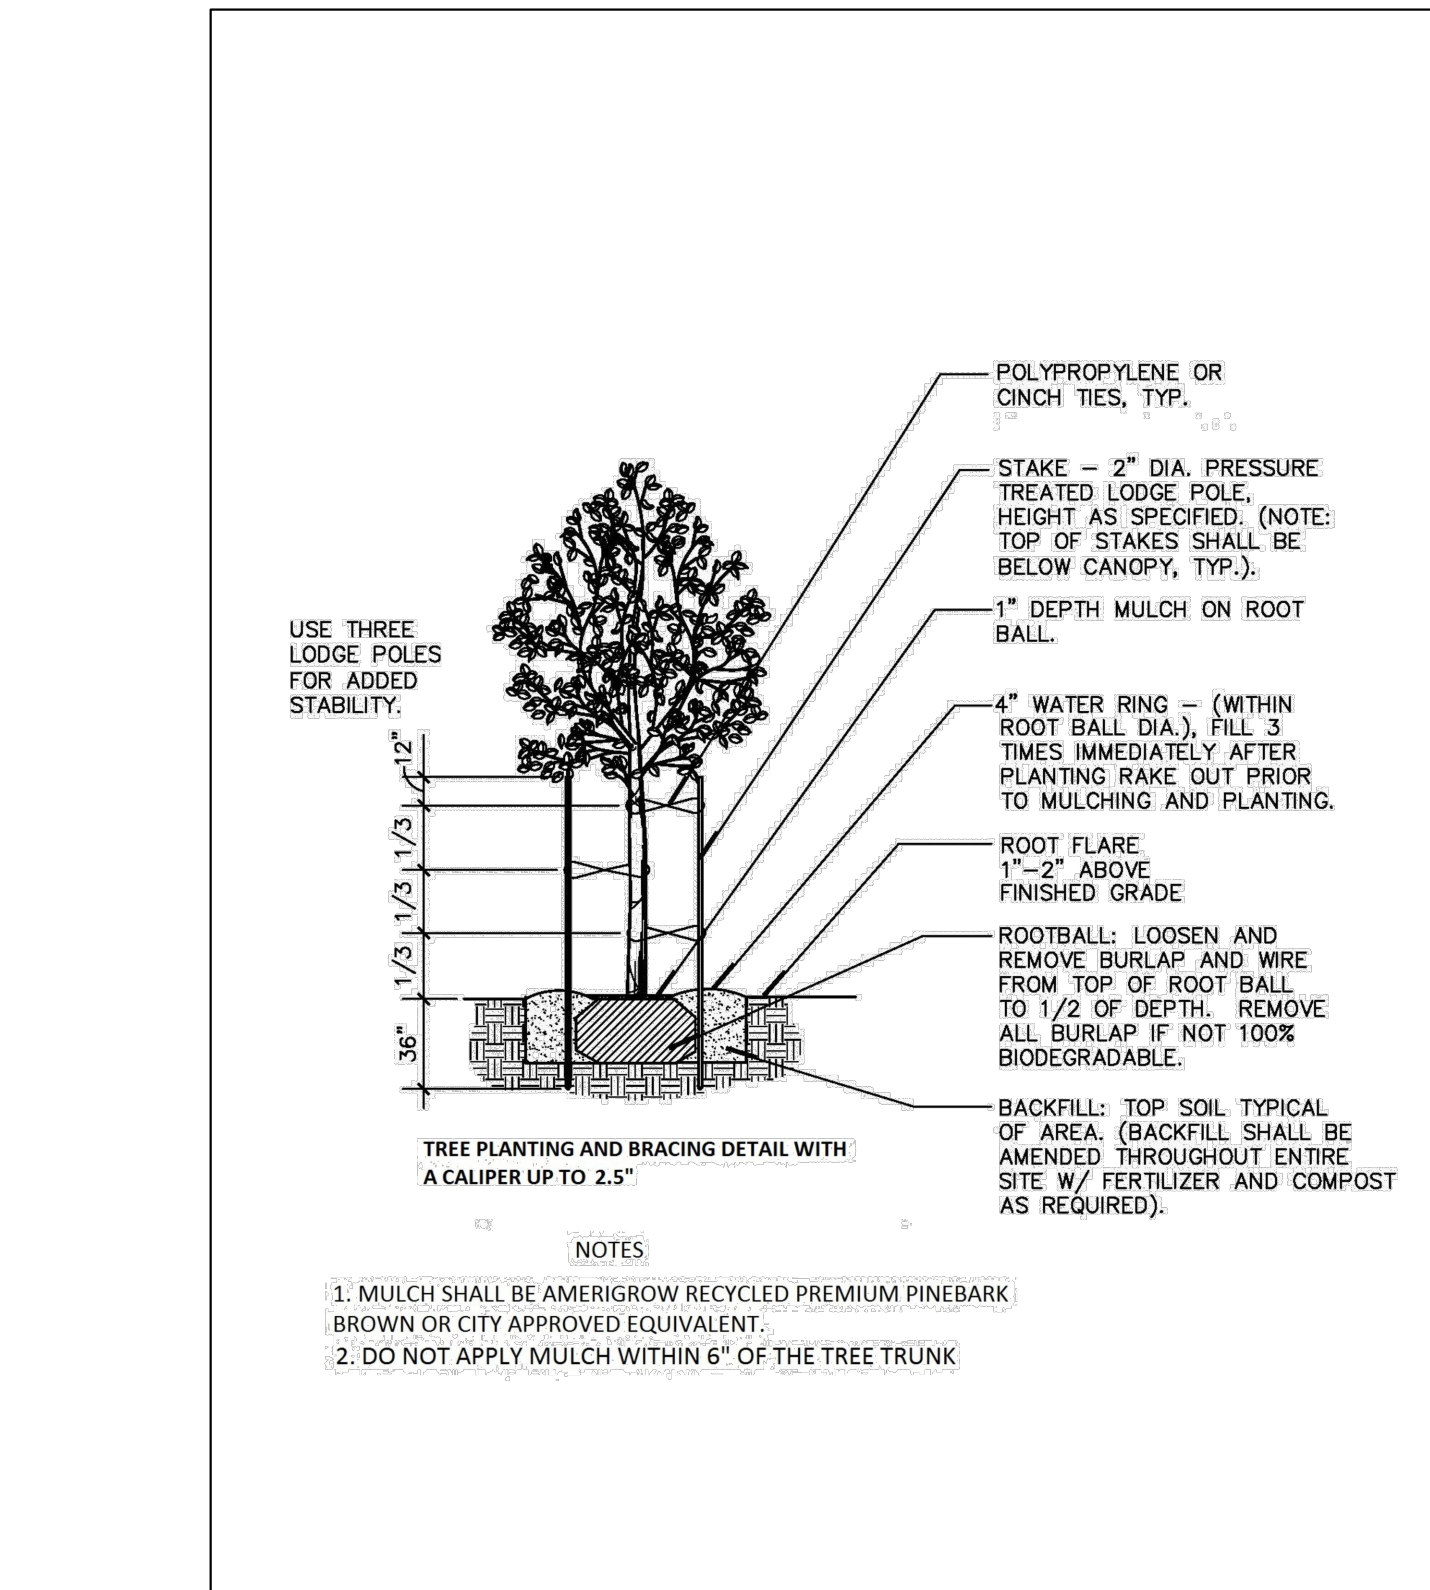 POLYPROPYLENE OR
CINCH TIES, TYP.
STAKE – 2" DIA. PRESSURE
TREATED LODGE POLE,
HEIGHT AS SPECIFIED. (NOTE:
TOP OF STAKES SHALL BE
BELOW CANOPY, TYP.).
1" DEPTH MULCH ON ROOT
BALL.
USE THREE
LODGE POLES
FOR ADDED
STABILITY.
4" WATER RING – (WITHIN
ROOT BALL DIA.), FILL 3
TIMES IMMEDIATELY AFTER
PLANTING RAKE OUT PRIOR
TO MULCHING AND PLANTING.
12"
1/3
1/3
1/3
36"
ROOT FLARE
1"–2" ABOVE
FINISHED GRADE
ROOTBALL: LOOSEN AND
REMOVE BURLAP AND WIRE
FROM TOP OF ROOT BALL
TO 1/2 OF DEPTH. REMOVE
ALL BURLAP IF NOT 100%
BIODEGRADABLE.
BACKFILL: TOP SOIL TYPICAL
OF AREA. (BACKFILL SHALL BE
AMENDED THROUGHOUT ENTIRE
SITE W/ FERTILIZER AND COMPOST
AS REQUIRED).
TREE PLANTING AND BRACING DETAIL WITH
A CALIPER UP TO 2.5"
NOTES
1. MULCH SHALL BE AMERIGROW RECYCLED PREMIUM PINEBARK
BROWN OR CITY APPROVED EQUIVALENT.
2. DO NOT APPLY MULCH WITHIN 6" OF THE TREE TRUNK